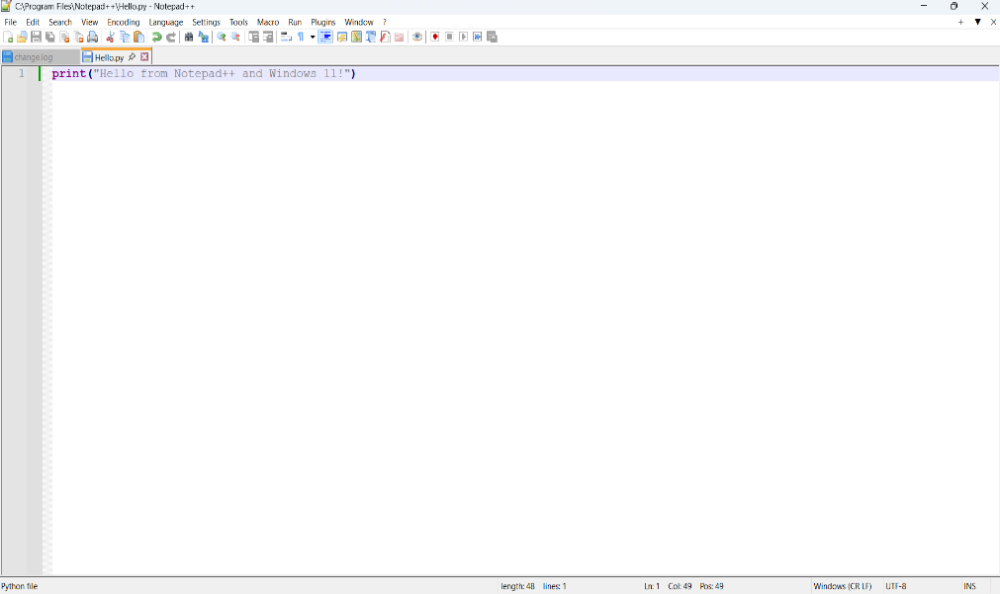 C:\Program Files\Notepad++\Hello.py - Notepad++
File Edit Search View Encoding Language Settings Tools Macro Run Plugins Window ?
+ ▼ X
change.log Hello.py
1 print("Hello from Notepad++ and Windows 11!")
Python file length: 48 lines: 1 Ln: 1 Col: 49 Pos: 49 Windows (CR LF) UTF-8 INS